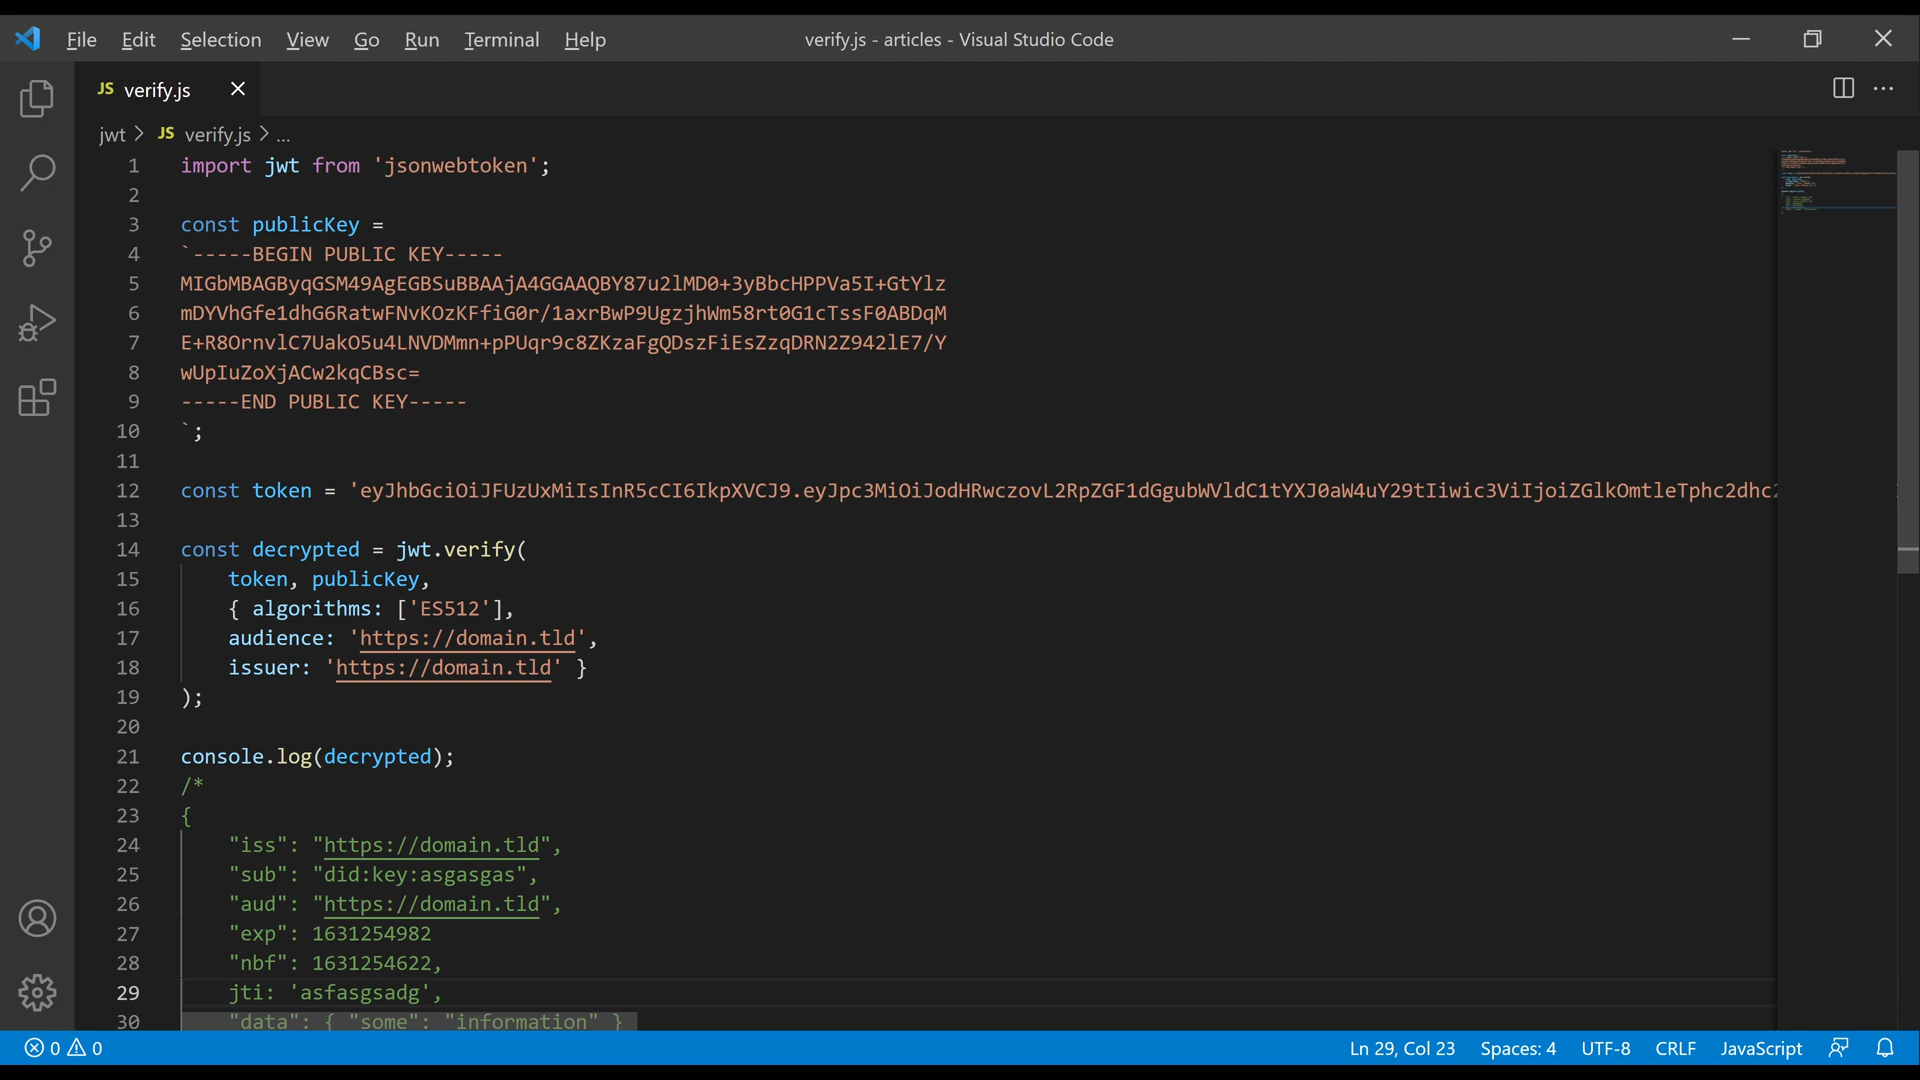 File Edit Selection View Go Run Terminal Help verify.js - articles - Visual Studio Code
JS verify.js
jwt > JS verify.js > ...
1 import jwt from 'jsonwebtoken';
2
3 const publicKey =
4 `-----BEGIN PUBLIC KEY-----
5 MIGbMBAGByqGSM49AgEGBSuBBAAjA4GGAAQBY87u2lMD0+3yBbcHPPVa5I+GtYlz
6 mDYVhGfe1dhG6RatwFNvKOzKFfiG0r/1axrBwP9UgzjhWm58rt0G1cTssF0ABDqM
7 E+R8OrnvlC7UakO5u4LNVDMmn+pPUqr9c8ZKzaFgQDszFiEsZzqDRN2Z942lE7/Y
8 wUpIuZoXjACw2kqCBsc=
9 -----END PUBLIC KEY-----
10 `;
11
12 const token = 'eyJhbGciOiJFUzUxMiIsInR5cCI6IkpXVCJ9.eyJpc3MiOiJodHRwczovL2RpZGF1dGgubWVldC1tYXJ0aW4uY29tIiwic3ViIjoiZGlkOmtleTphc2dhc2
13
14 const decrypted = jwt.verify(
15 token, publicKey,
16 { algorithms: ['ES512'],
17 audience: 'https://domain.tld',
18 issuer: 'https://domain.tld' }
19 );
20
21 console.log(decrypted);
22 /*
23 {
24 "iss": "https://domain.tld",
25 "sub": "did:key:asgasgas",
26 "aud": "https://domain.tld",
27 "exp": 1631254982
28 "nbf": 1631254622,
29 jti: 'asfasgsadg',
30 "data": { "some": "information" }
0 0 Ln 29, Col 23 Spaces: 4 UTF-8 CRLF JavaScript